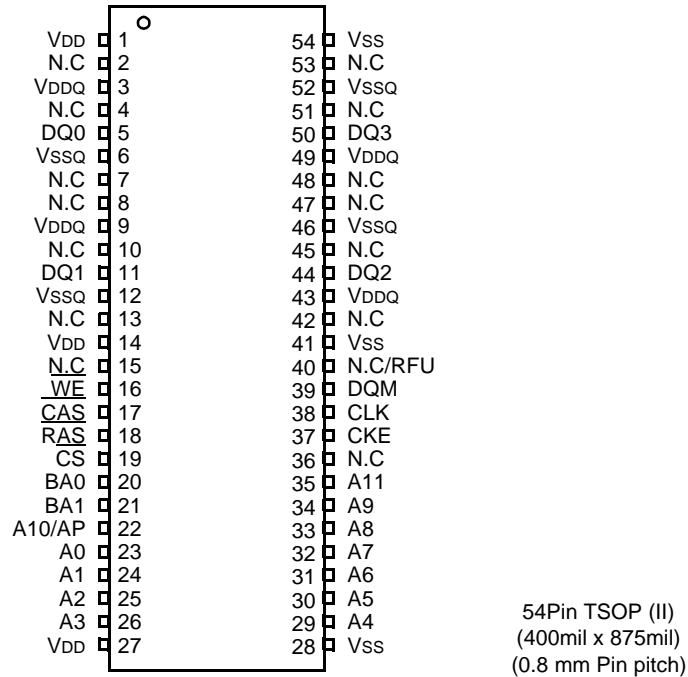 VDD 1 54 VSS
N.C 2 53 N.C
VDDQ 3 52 VSSQ
N.C 4 51 N.C
DQ0 5 50 DQ3
VSSQ 6 49 VDDQ
N.C 7 48 N.C
N.C 8 47 N.C
VDDQ 9 46 VSSQ
N.C 10 45 N.C
DQ1 11 44 DQ2
VSSQ 12 43 VDDQ
N.C 13 42 N.C
VDD 14 41 VSS
N.C 15 40 N.C/RFU
WE 16 39 DQM
CAS 17 38 CLK
RAS 18 37 CKE
CS 19 36 N.C
BA0 20 35 A11
BA1 21 34 A9
A10/AP 22 33 A8
A0 23 32 A7
A1 24 31 A6
A2 25 30 A5
A3 26 29 A4
VDD 27 28 VSS
54Pin TSOP (II)
(400mil x 875mil)
(0.8 mm Pin pitch)